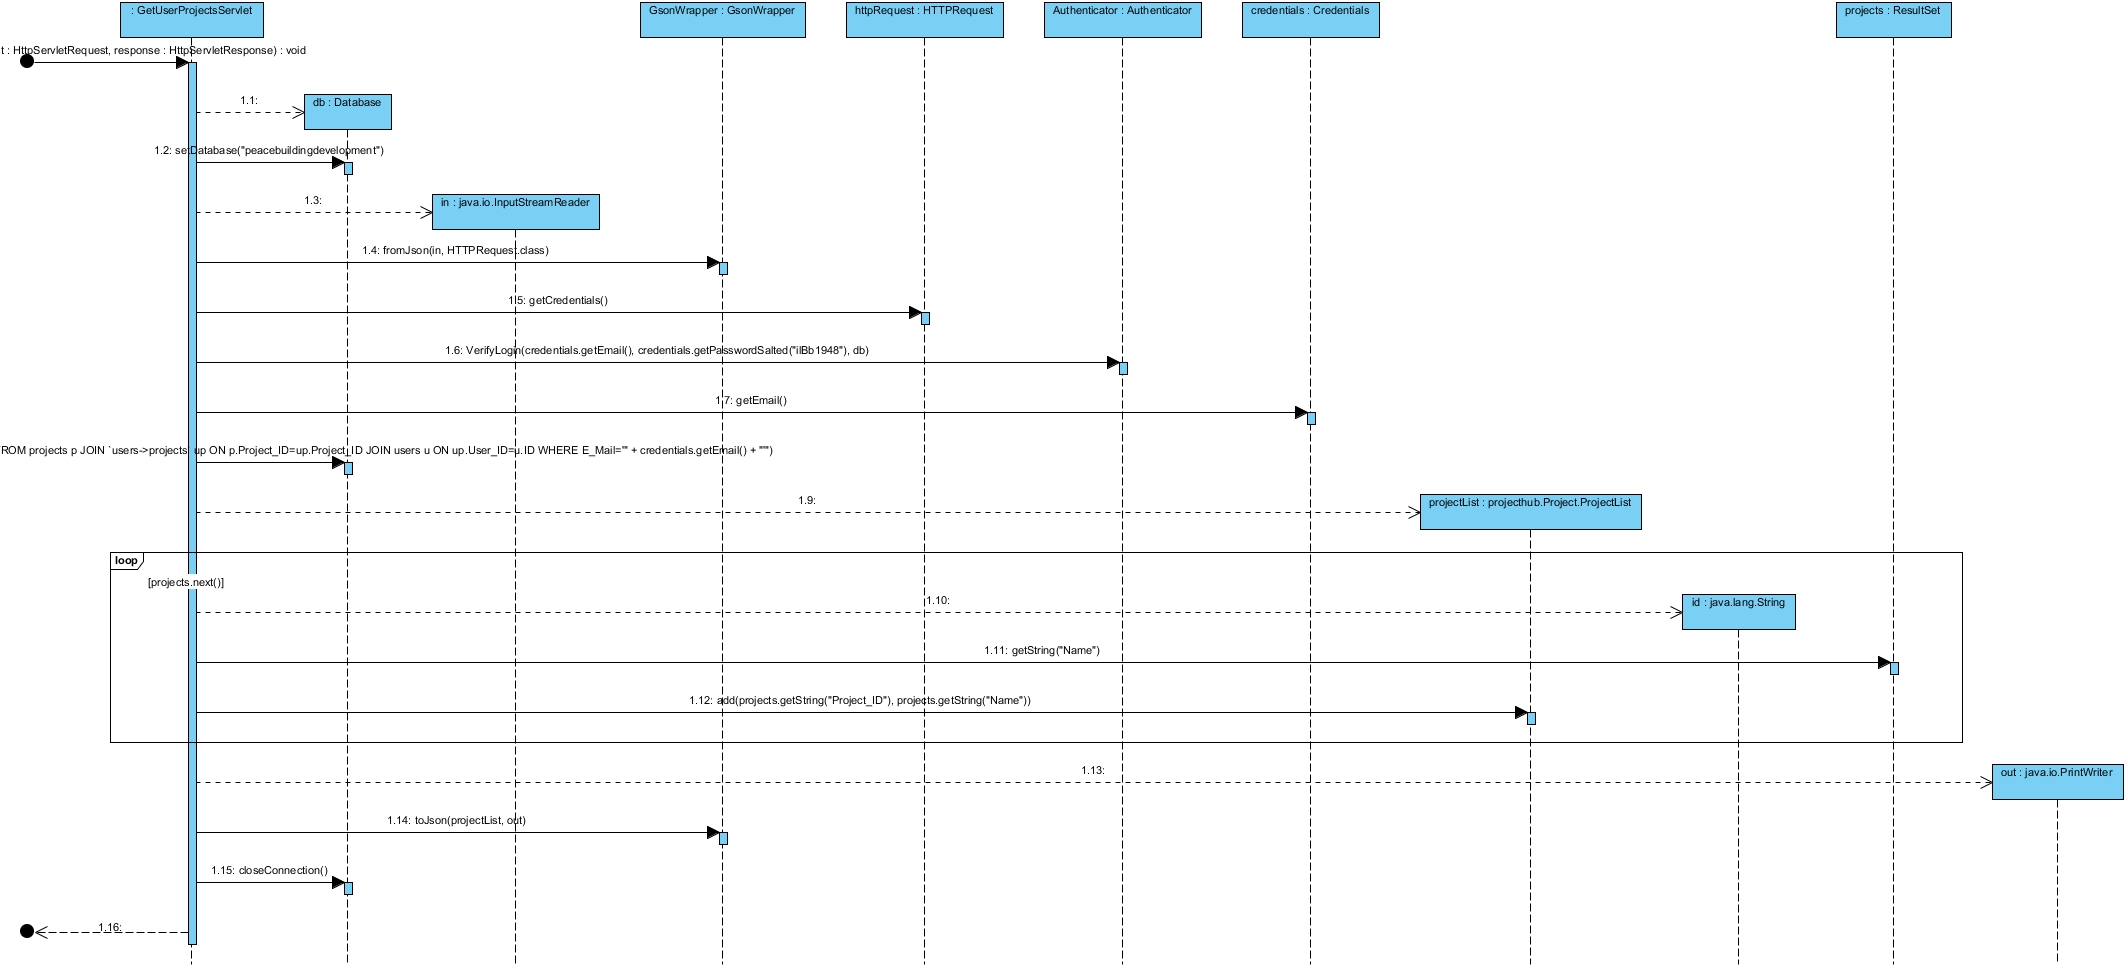 : GetUserProjectsServlet
GsonWrapper : GsonWrapper
httpRequest : HTTPRequest
Authenticator : Authenticator
credentials : Credentials
projects : ResultSet
t : HttpServletRequest, response : HttpServletResponse) : void
1.1:
db : Database
1.2: setDatabase("peacebuildingdevelopment")
1.3:
in : java.io.InputStreamReader
1.4: fromJson(in, HTTPRequest.class)
1.5: getCredentials()
1.6: VerifyLogin(credentials.getEmail(), credentials.getPasswordSalted("ilBb1948"), db)
1.7: getEmail()
ROM projects p JOIN `users->projects` up ON p.Project_ID=up.Project_ID JOIN users u ON up.User_ID=u.ID WHERE E_Mail='" + credentials.getEmail() + "'")
1.9:
projectList : projecthub.Project.ProjectList
loop
[projects.next()]
1.10:
id : java.lang.String
1.11: getString("Name")
1.12: add(projects.getString("Project_ID"), projects.getString("Name"))
1.13:
out : java.io.PrintWriter
1.14: toJson(projectList, out)
1.15: closeConnection()
1.16: